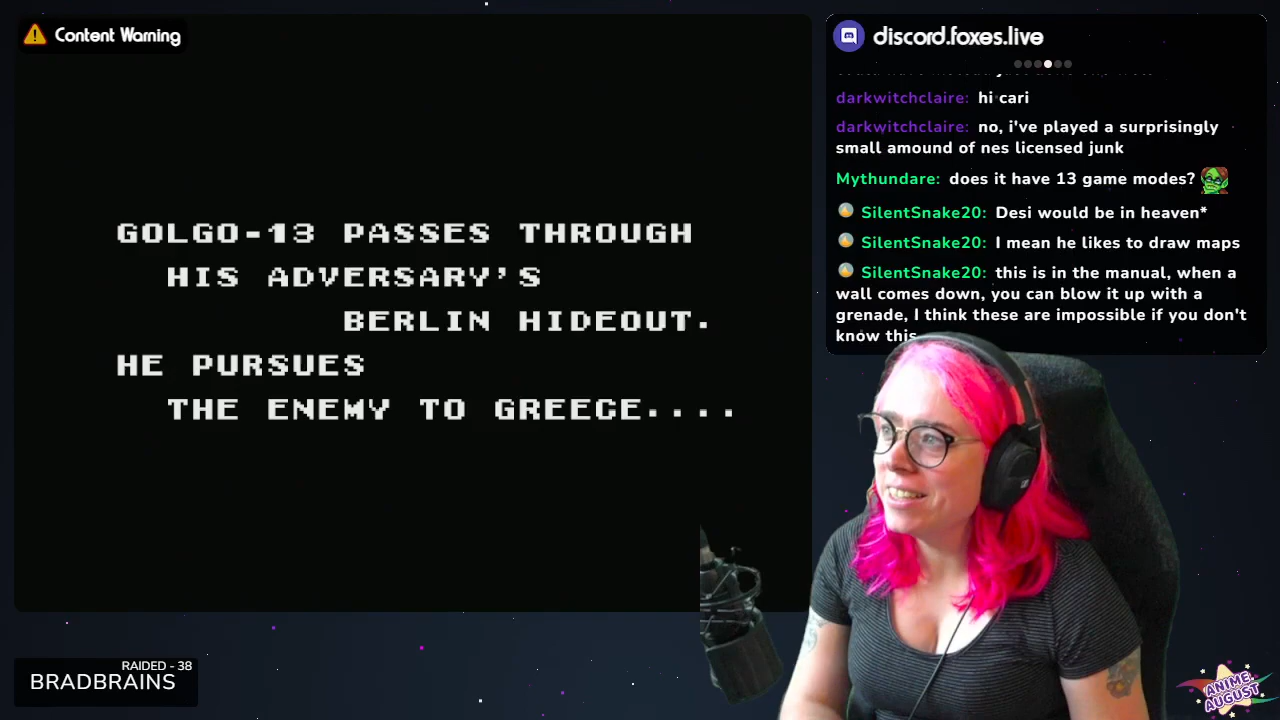 Content Warning
GOLGO-13 PASSES THROUGH
HIS ADVERSARY'S
BERLIN HIDEOUT.
HE PURSUES
THE ENEMY TO GREECE....
discord.foxes.live
darkwitchclaire: hi cari
darkwitchclaire: no, i've played a surprisingly
small amound of nes licensed junk
Mythundare: does it have 13 game modes?
SilentSnake20: Desi would be in heaven*
SilentSnake20: I mean he likes to draw maps
SilentSnake20: this is in the manual, when a
wall comes down, you can blow it up with a
grenade, I think these are impossible if you don't
know this
RAIDED - 38
BRADBRAINS
ANIME
AUGUST